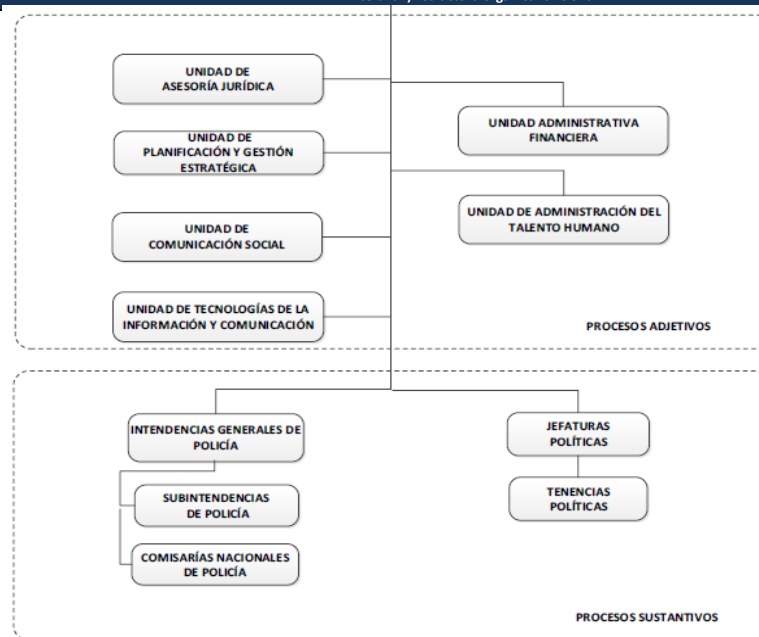 UNIDAD DE
ASESORÍA JURÍDICA
UNIDAD DE
PLANIFICACIÓN Y GESTIÓN
ESTRATÉGICA
UNIDAD DE
COMUNICACIÓN SOCIAL
UNIDAD DE TECNOLOGÍAS DE LA
INFORMACIÓN Y COMUNICACIÓN
UNIDAD ADMINISTRATIVA
FINANCIERA
UNIDAD DE ADMINISTRACIÓN DEL
TALENTO HUMANO
PROCESOS ADJETIVOS
INTENDENCIAS GENERALES DE
POLICÍA
SUBINTENDENCIAS
DE POLICÍA
COMISARÍAS NACIONALES
DE POLICÍA
JEFATURAS
POLÍTICAS
TENENCIAS
POLÍTICAS
PROCESOS SUSTANTIVOS